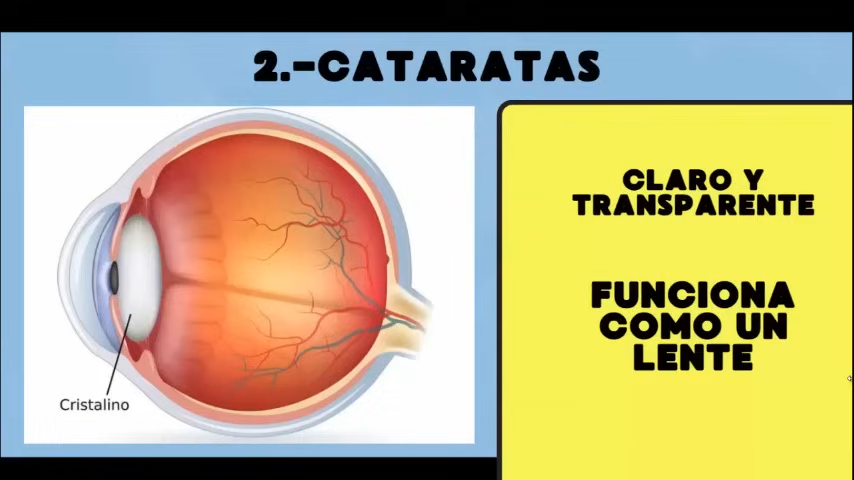 2.-CATARATAS
CLARO Y
TRANSPARENTE
FUNCIONA
COMO UN
LENTE
Cristalino